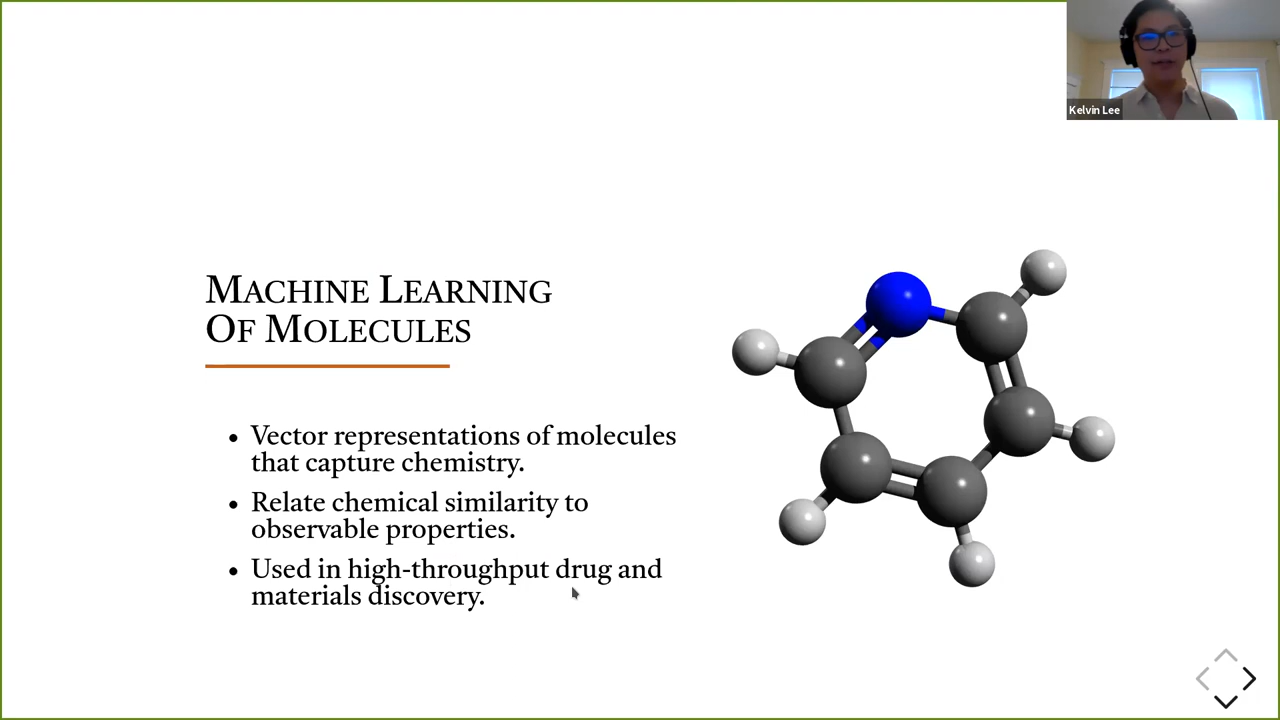 Kelvin Lee
MACHINE LEARNING
OF MOLECULES
• Vector representations of molecules
that capture chemistry.
• Relate chemical similarity to
observable properties.
• Used in high-throughput drug and
materials discovery.